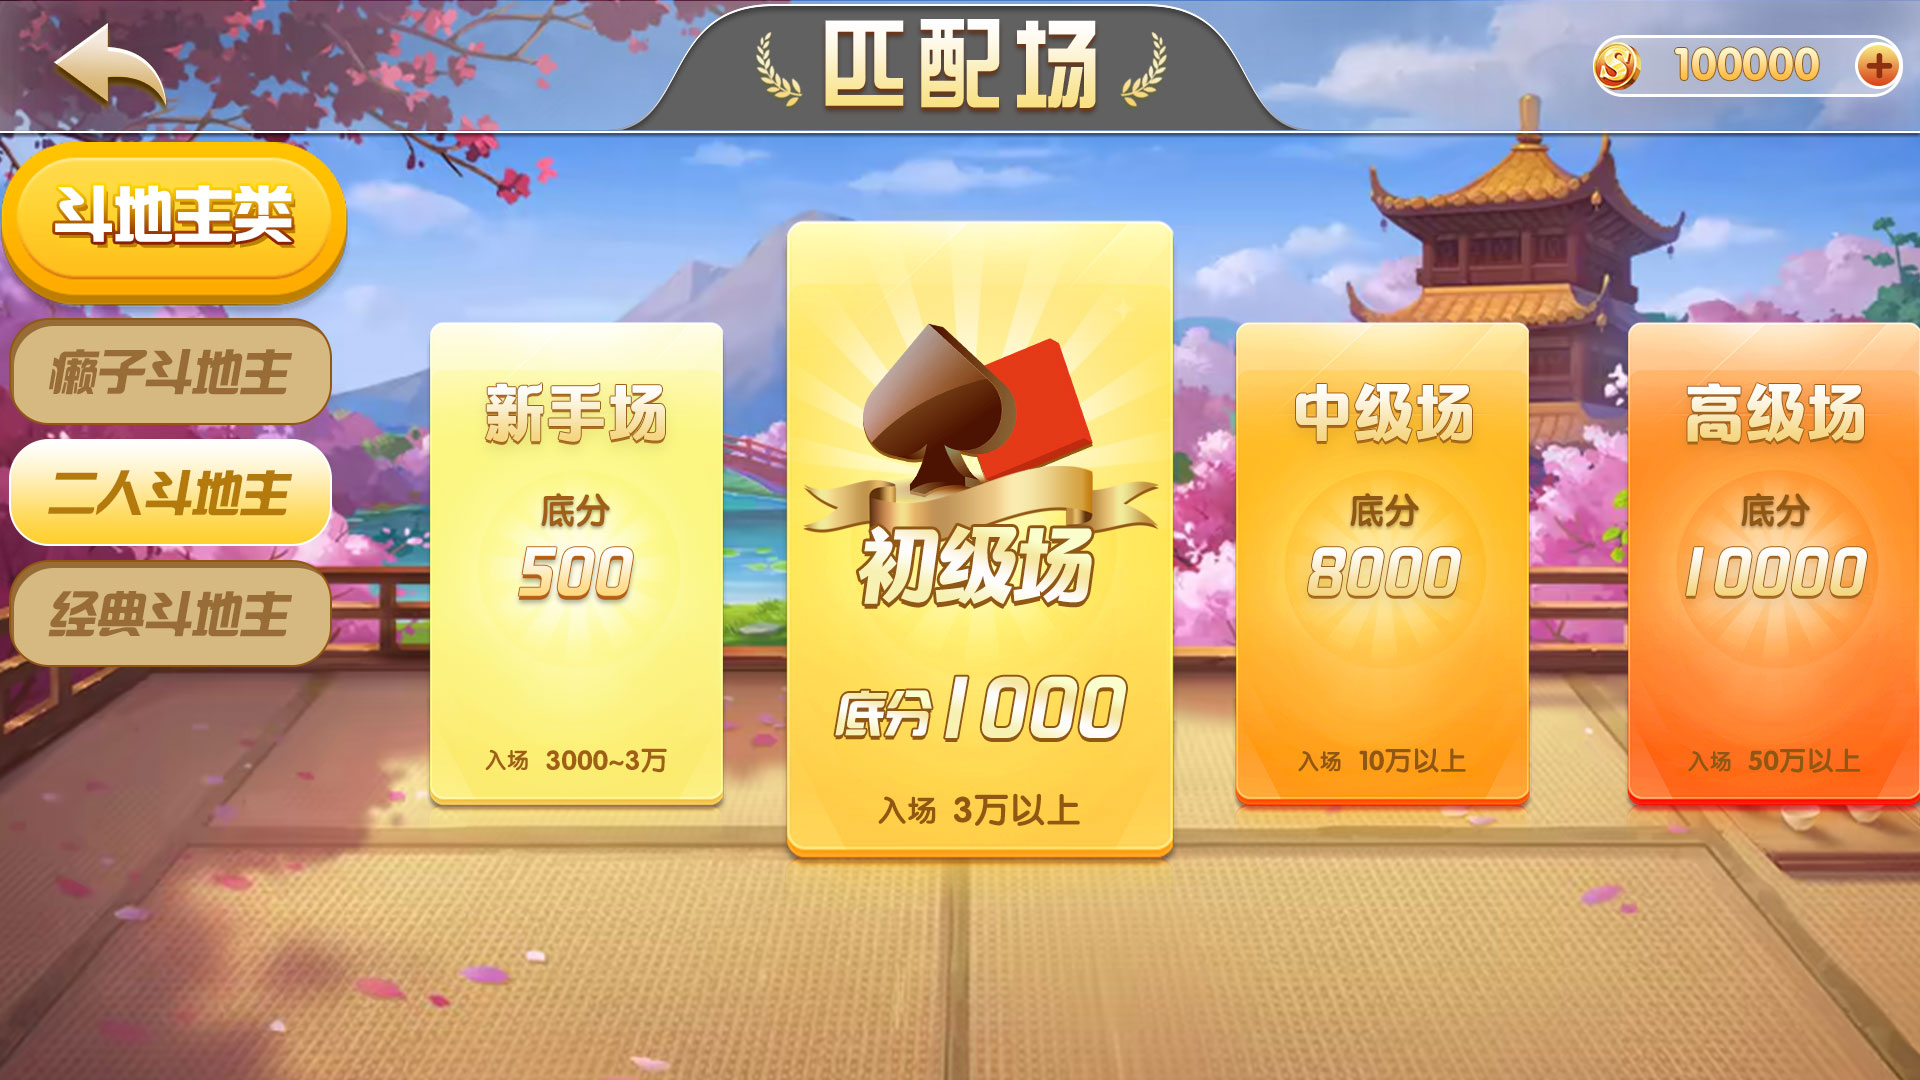 匹配场
100000
斗地主类
癞子斗地主
二人斗地主
经典斗地主
新手场
底分
500
入场 3000~3万
初级场
底分1000
入场 3万以上
中级场
底分
8000
入场 10万以上
高级场
底分
10000
入场 50万以上